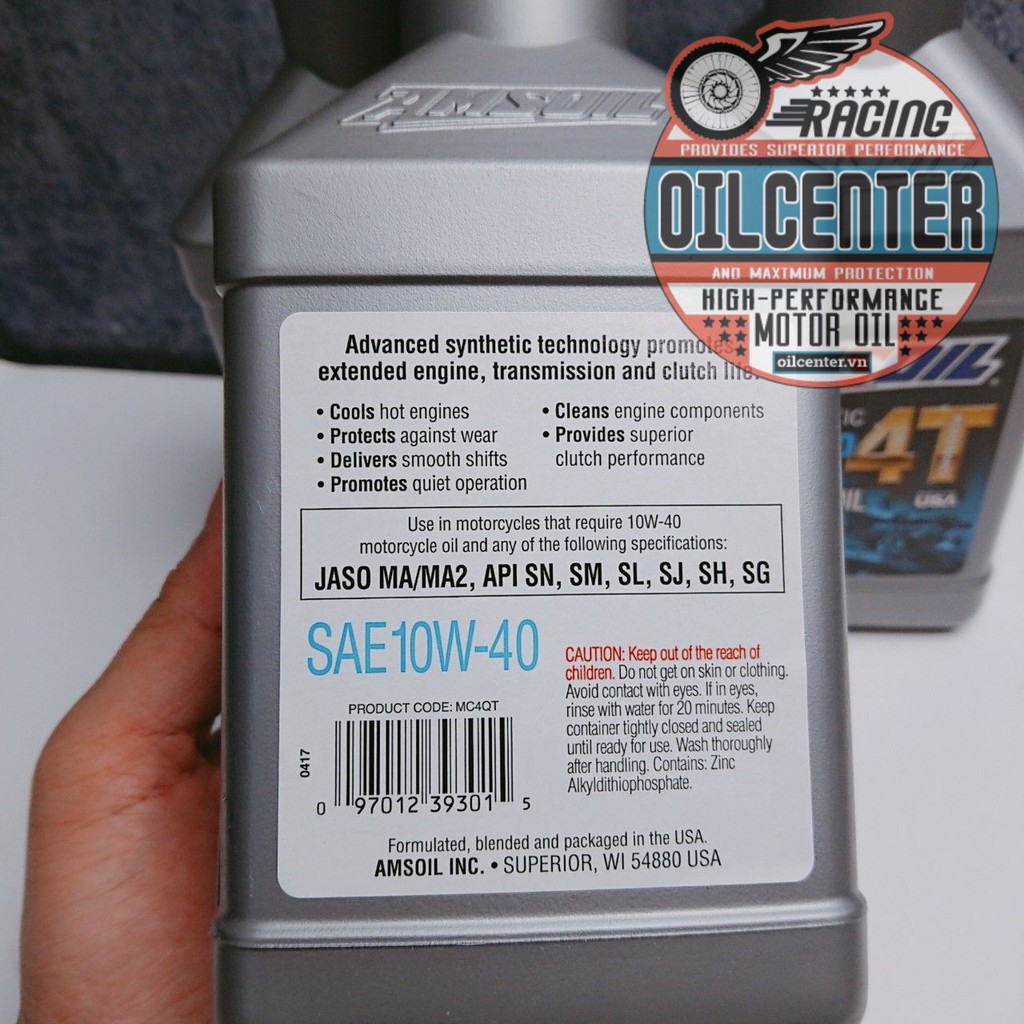 AMSOIL
RACING
PROVIDES SUPERIOR PERFORMANCE
OILCENTER
AND MAXIMUM PROTECTION
HIGH-PERFORMANCE
MOTOR OIL
oilcenter.vn
Advanced synthetic technology promotes
extended engine, transmission and clutch life.
• Cools hot engines
• Protects against wear
• Delivers smooth shifts
• Promotes quiet operation
• Cleans engine components
• Provides superior
clutch performance
Use in motorcycles that require 10W-40
motorcycle oil and any of the following specifications:
JASO MA/MA2, API SN, SM, SL, SJ, SH, SG
SAE 10W-40
PRODUCT CODE: MC4QT
0417
0 97012 39301 5
CAUTION: Keep out of the reach of
children. Do not get on skin or clothing.
Avoid contact with eyes. If in eyes,
rinse with water for 20 minutes. Keep
container tightly closed and sealed
until ready for use. Wash thoroughly
after handling. Contains: Zinc
Alkyldithiophosphate.
Formulated, blended and packaged in the USA.
AMSOIL INC. • SUPERIOR, WI 54880 USA
OIL
4T
OIL
USA